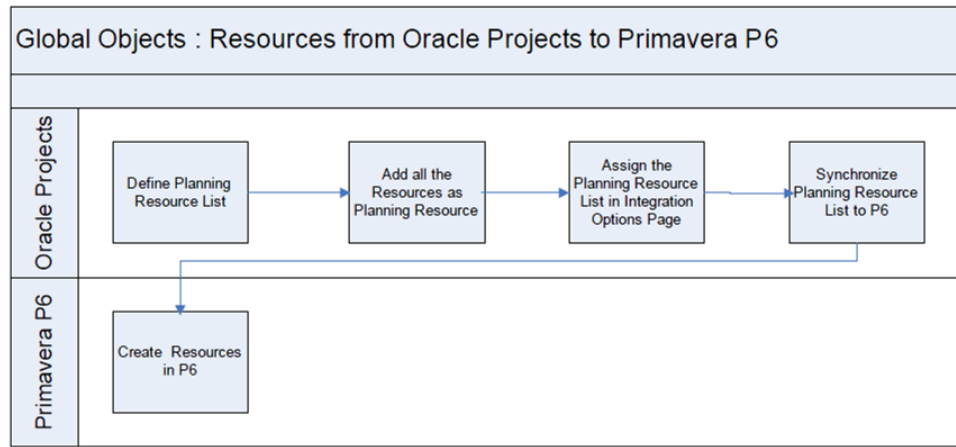 Global Objects : Resources from Oracle Projects to Primavera P6
Oracle Projects
Define Planning
Resource List
Add all the
Resources as
Planning Resource
Assign the
Planning Resource
List in Integration
Options Page
Synchronize
Planning Resource
List to P6
Primavera P6
Create Resources
in P6